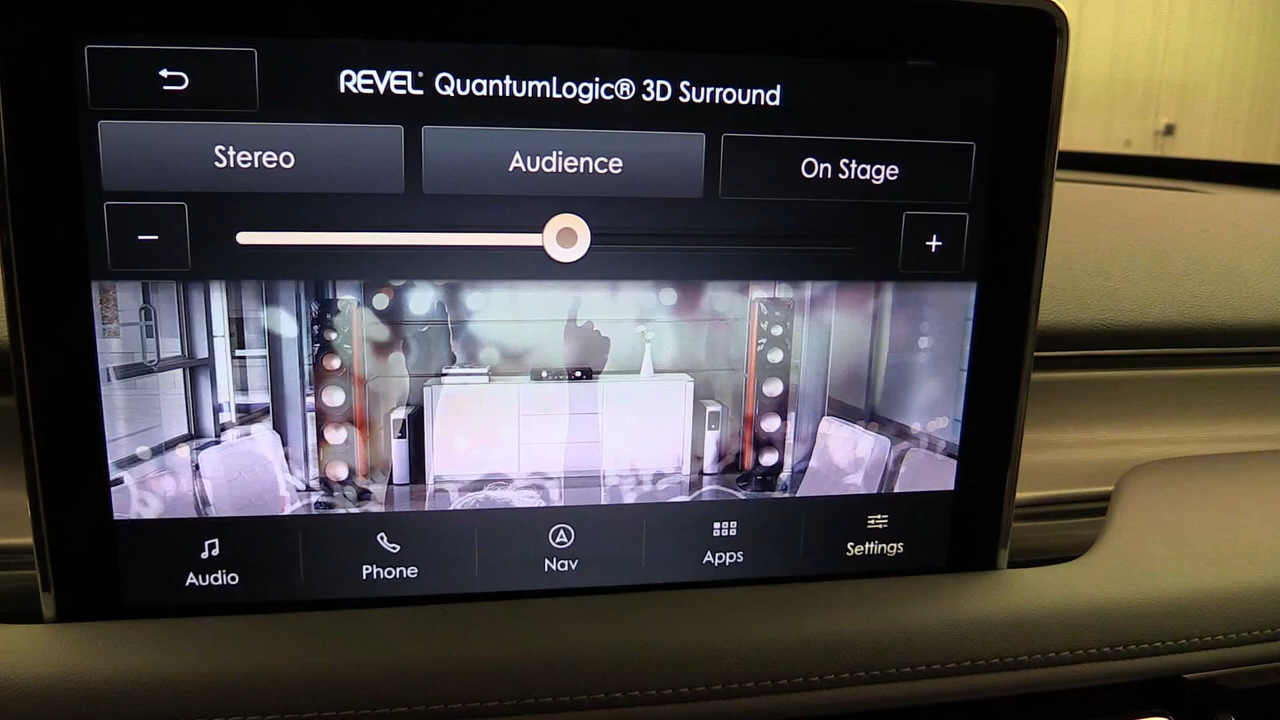 REVEL® QuantumLogic® 3D Surround
Stereo Audience On Stage
− +
Audio Phone Nav Apps Settings